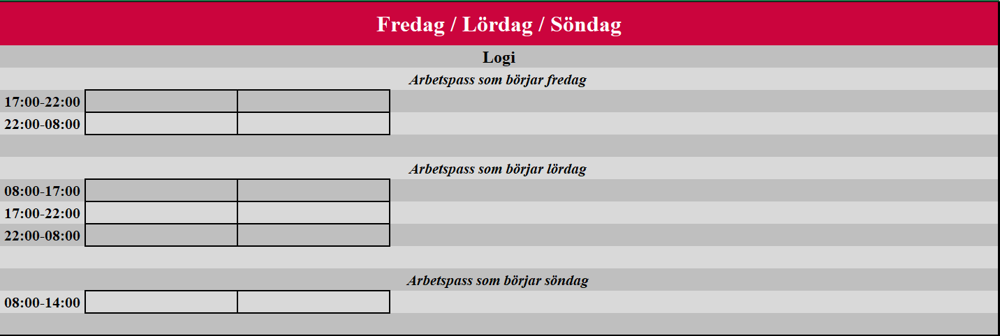 Fredag / Lördag / Söndag
Logi
Arbetspass som börjar fredag
17:00-22:00
22:00-08:00
Arbetspass som börjar lördag
08:00-17:00
17:00-22:00
22:00-08:00
Arbetspass som börjar söndag
08:00-14:00